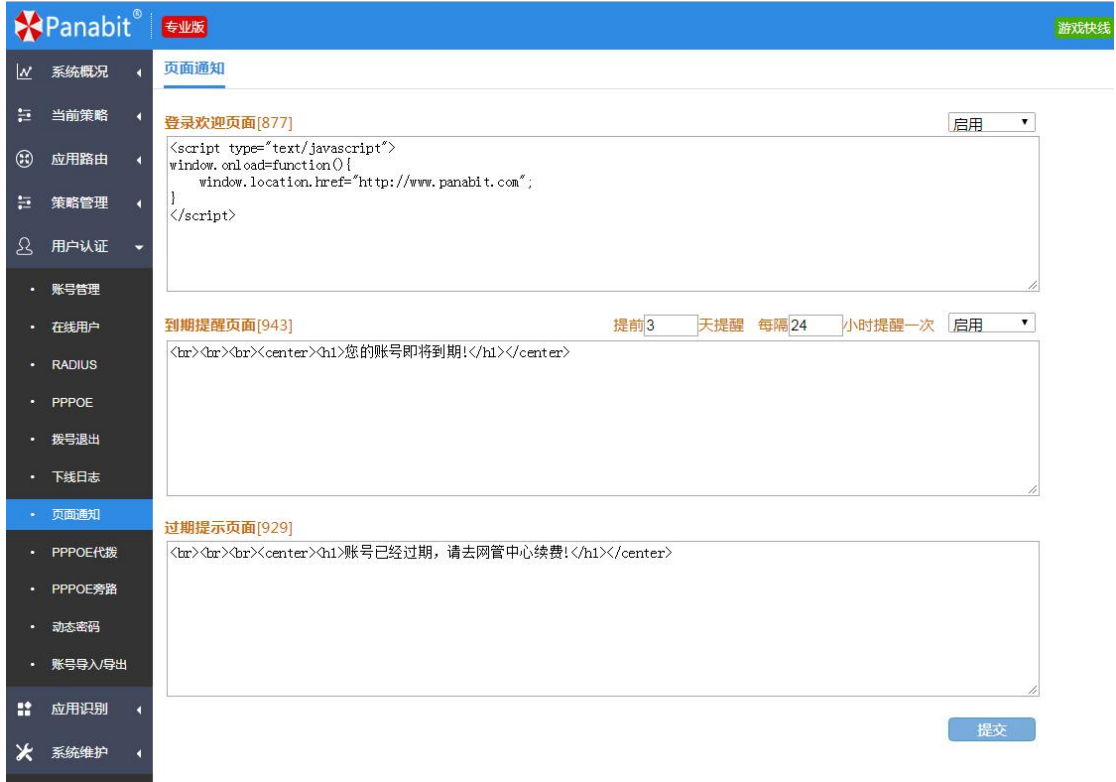 Panabit®
专业版
游戏快线
系统概况
当前策略
应用路由
策略管理
用户认证
账号管理
在线用户
RADIUS
PPPOE
拨号退出
下线日志
页面通知
PPPOE代拨
PPPOE旁路
动态密码
账号导入/导出
应用识别
系统维护
页面通知
登录欢迎页面[877]
启用
<script type="text/javascript">
window.onload=function(){
    window.location.href="http://www.panabit.com";
}
</script>
到期提醒页面[943]
提前3天提醒 每隔24小时提醒一次 启用
<br><br><br><center><h1>您的账号即将到期!</h1></center>
过期提示页面[929]
<br><br><br><center><h1>账号已经过期，请去网管中心续费!</h1></center>
提交